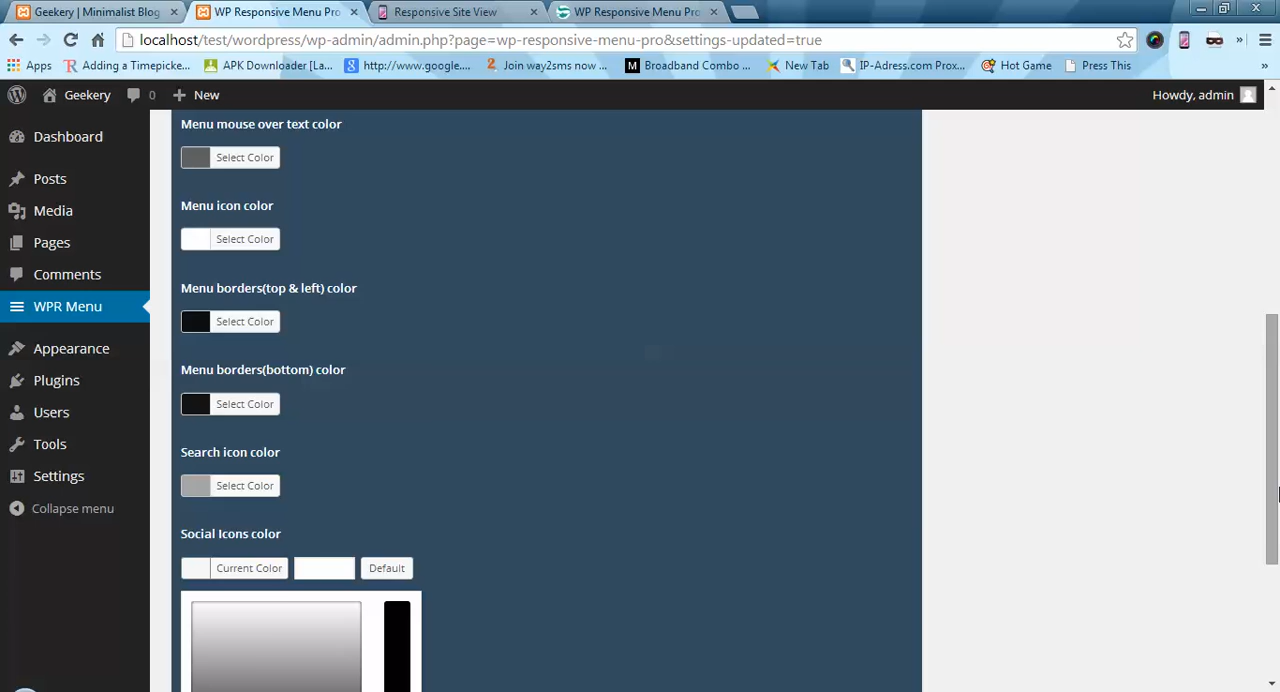 Geekery | Minimalist Blog
WP Responsive Menu Pro
Responsive Site View
WP Responsive Menu Pro
localhost/test/wordpress/wp-admin/admin.php?page=wp-responsive-menu-pro&settings-updated=true
Apps
Adding a Timepicke...
APK Downloader [La...
http://www.google....
Join way2sms now ...
Broadband Combo ...
New Tab
IP-Adress.com Prox...
Hot Game
Press This
»
Geekery
0
New
Howdy, admin
Dashboard
Posts
Media
Pages
Comments
WPR Menu
Appearance
Plugins
Users
Tools
Settings
Collapse menu
Menu mouse over text color
Select Color
Menu icon color
Select Color
Menu borders(top & left) color
Select Color
Menu borders(bottom) color
Select Color
Search icon color
Select Color
Social Icons color
Current Color
Default